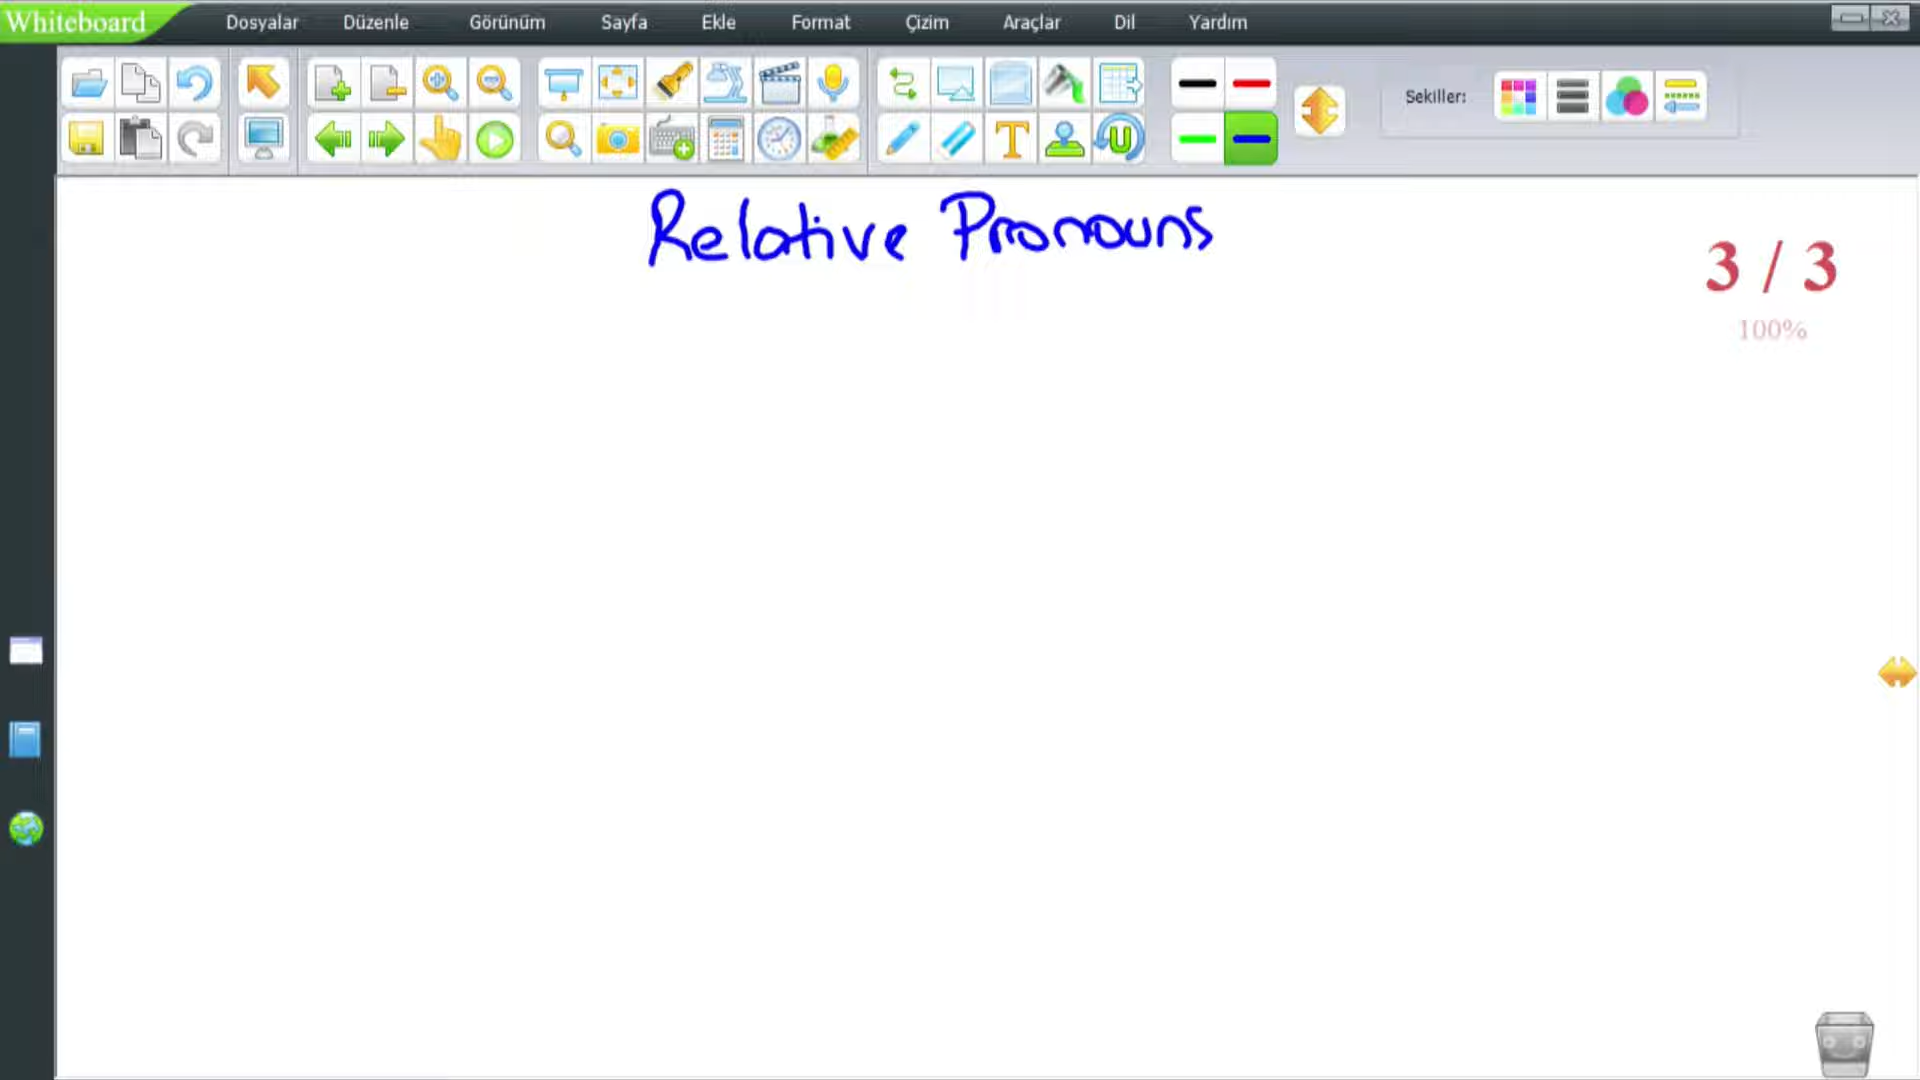 Whiteboard Dosyalar Düzenle Görünüm Sayfa Ekle Format Çizim Araçlar Dil Yardım
Sekiller:
Relative Pronouns
3 / 3
100%